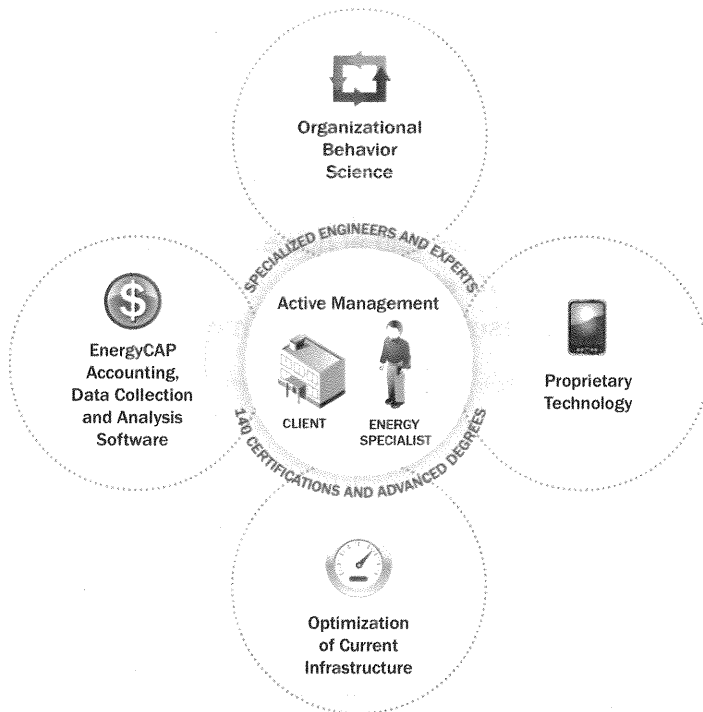 Organizational
Behavior
Science
SPECIALIZED ENGINEERS AND EXPERTS
Active Management
CLIENT
ENERGY
SPECIALIST
140 CERTIFICATIONS AND ADVANCED DEGREES
$
EnergyCAP
Accounting,
Data Collection
and Analysis
Software
Proprietary
Technology
Optimization
of Current
Infrastructure